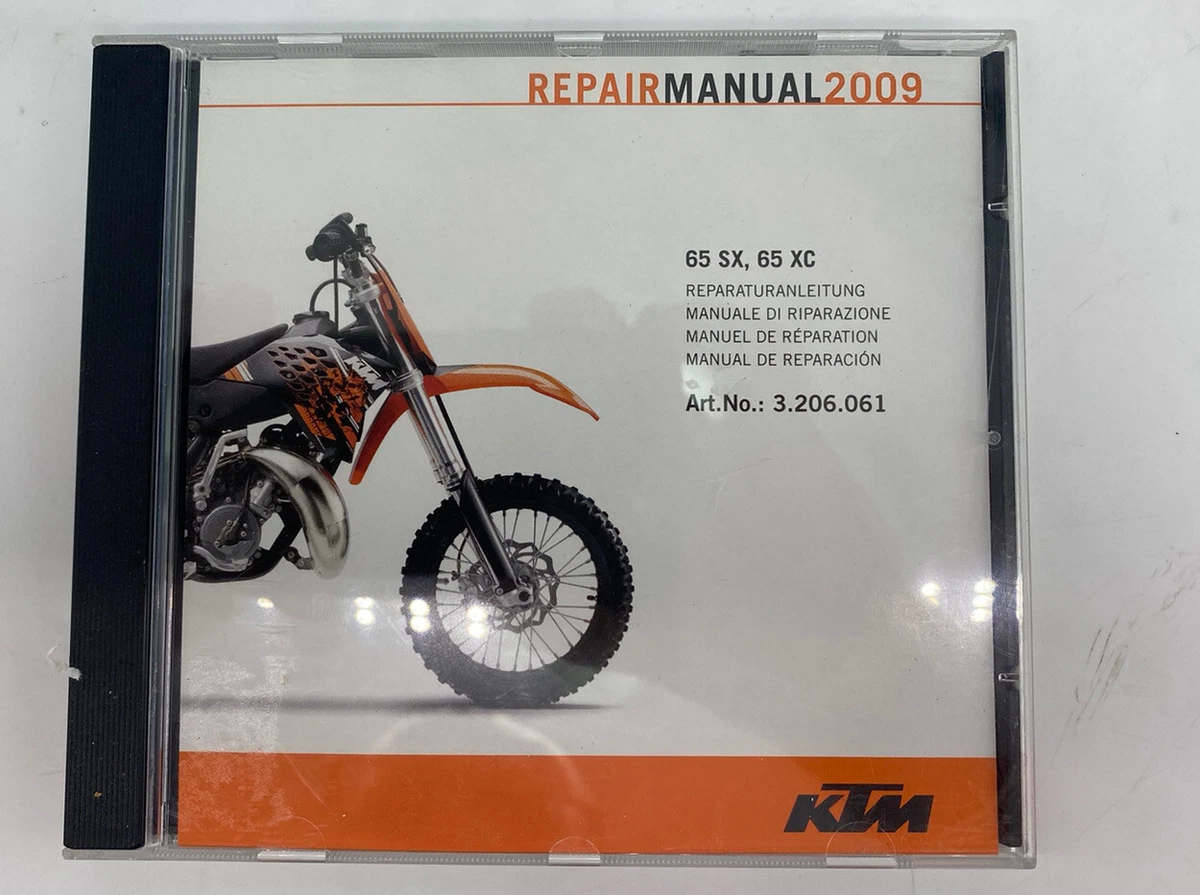 REPAIRMANUAL2009
65 SX, 65 XC
REPARATURANLEITUNG
MANUALE DI RIPARAZIONE
MANUEL DE RÉPARATION
MANUAL DE REPARACIÓN
Art.No.: 3.206.061
KTM
KTM